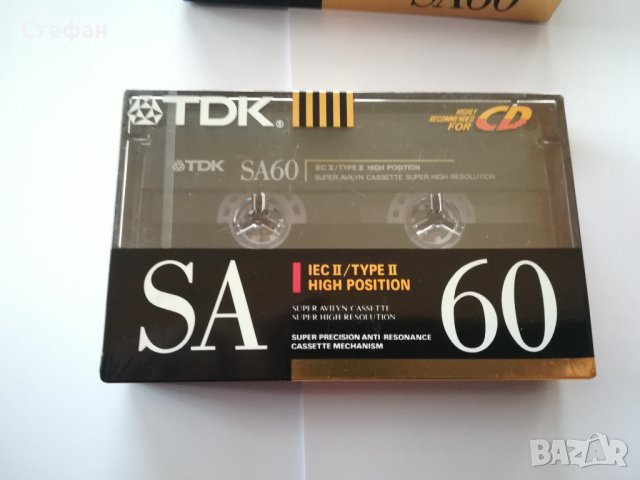 Стефан
SA60
TDK®
HIGHLY RECOMMENDED FOR CD
TDK SA60 IEC II/TYPE II HIGH POSITION
SUPER AVILYN CASSETTE SUPER HIGH RESOLUTION
SA
IEC II/TYPE II
HIGH POSITION
60
SUPER AVILYN CASSETTE
SUPER HIGH RESOLUTION
SUPER PRECISION ANTI RESONANCE
CASSETTE MECHANISM
BAZAR